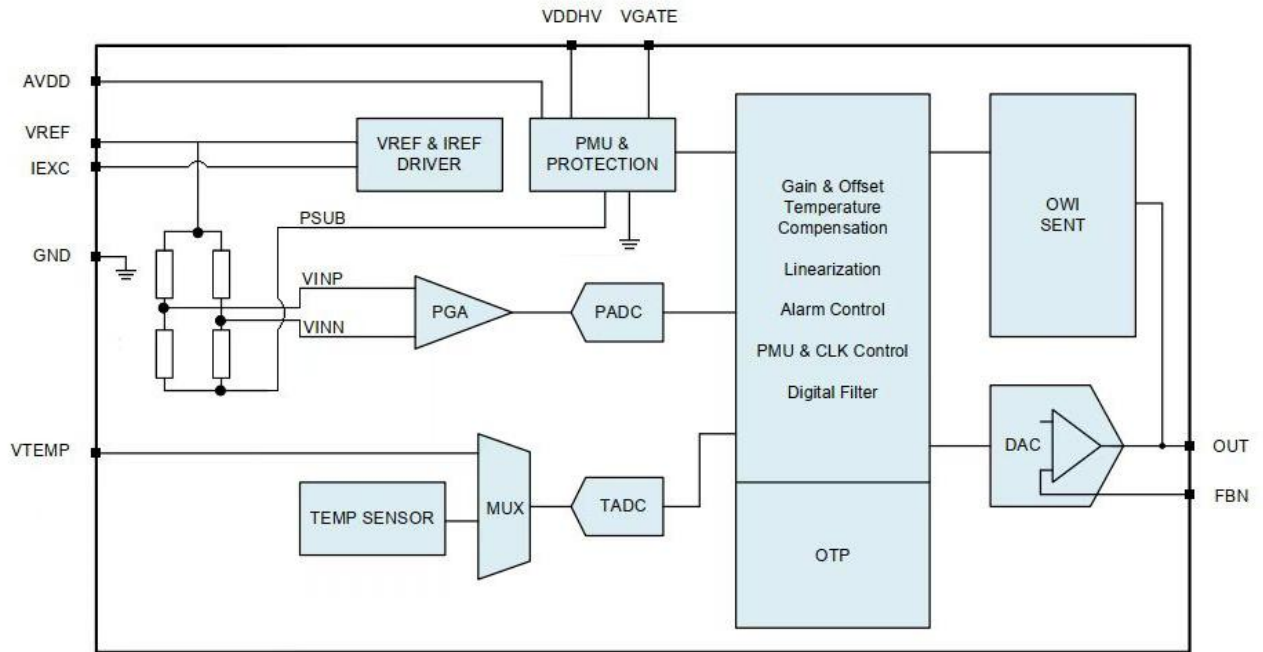 VDDHV
VGATE
AVDD
VREF
IEXC
GND
VTEMP
VREF & IREF
DRIVER
PMU &
PROTECTION
PSUB
VINP
VINN
PGA
PADC
TEMP SENSOR
MUX
TADC
Gain & Offset
Temperature
Compensation
Linearization
Alarm Control
PMU & CLK Control
Digital Filter
OTP
OWI
SENT
DAC
OUT
FBN